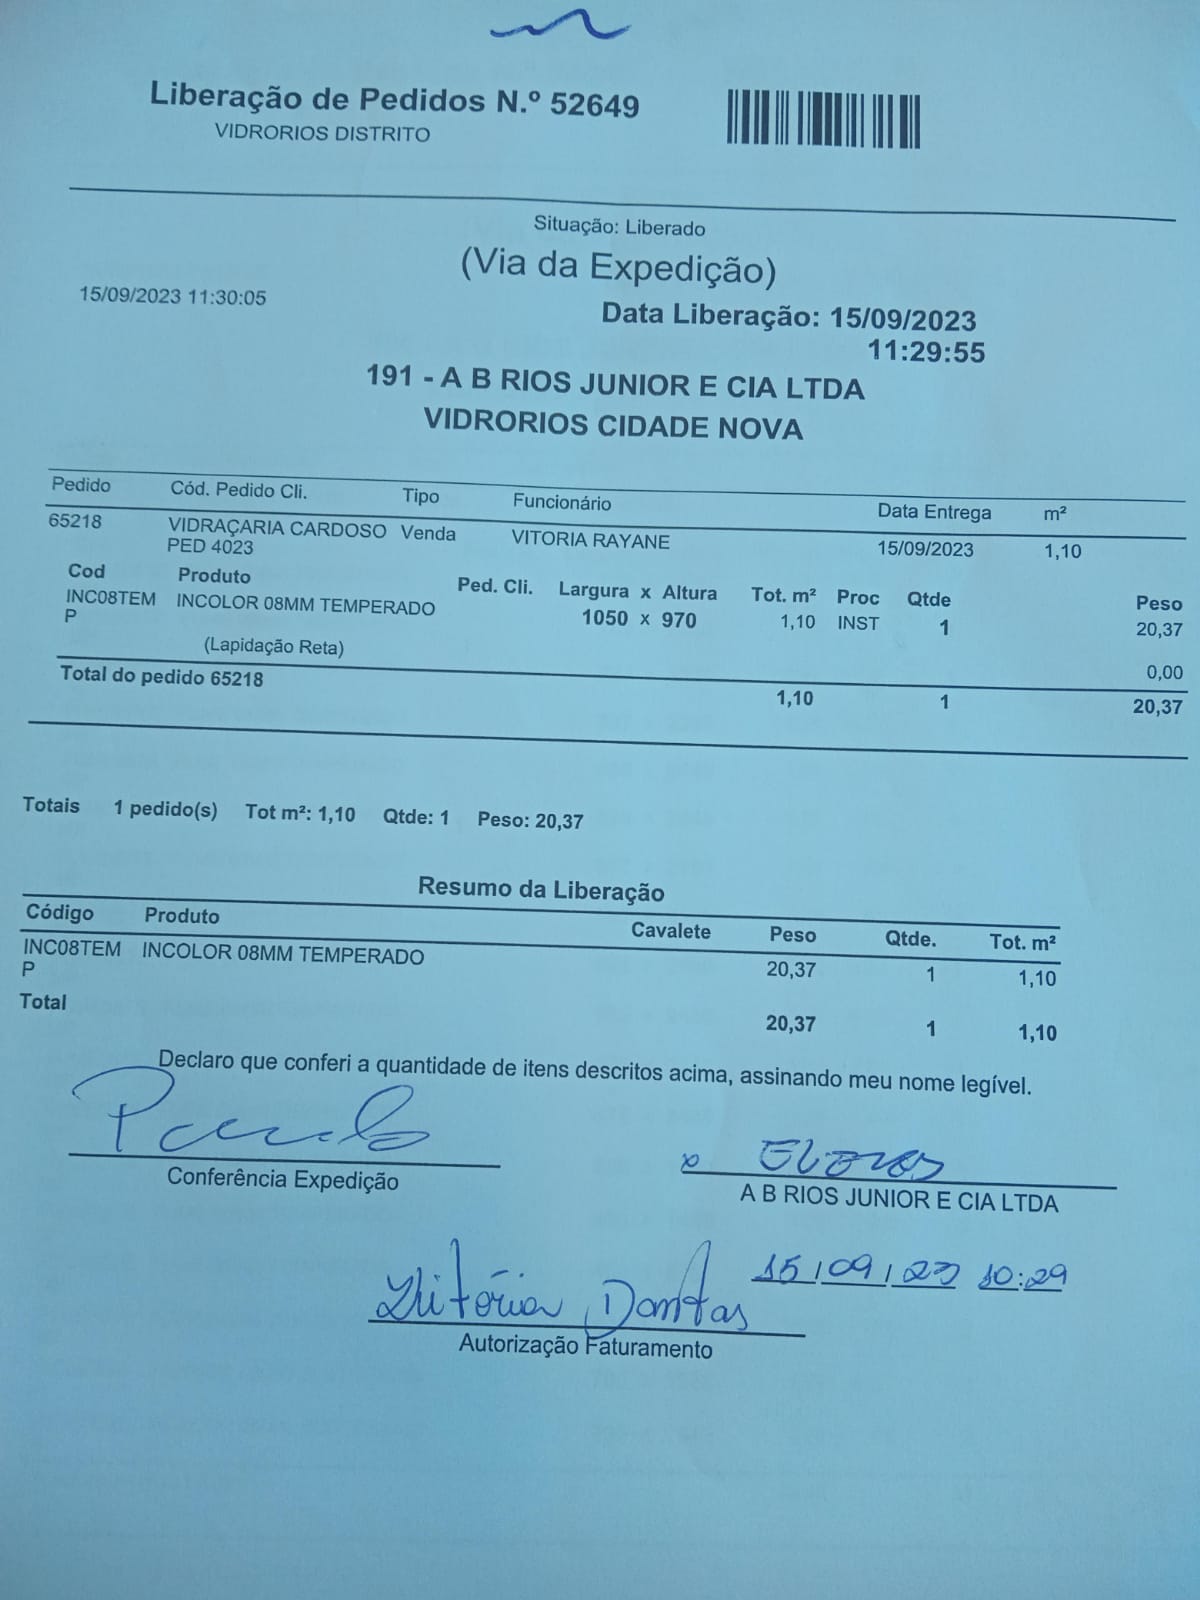 Liberação de Pedidos N.º 52649
VIDRORIOS DISTRITO
Situação: Liberado
(Via da Expedição)
15/09/2023 11:30:05
Data Liberação: 15/09/2023
11:29:55
191 - A B RIOS JUNIOR E CIA LTDA
VIDRORIOS CIDADE NOVA
Pedido Cód. Pedido Cli. Tipo Funcionário Data Entrega m²
65218 VIDRAÇARIA CARDOSO Venda VITORIA RAYANE 15/09/2023 1,10
PED 4023
Cod Produto Ped. Cli. Largura x Altura Tot. m² Proc Qtde Peso
INC08TEM INCOLOR 08MM TEMPERADO 1050 x 970 1,10 INST 1 20,37
P
(Lapidação Reta) 0,00
Total do pedido 65218 1,10 1 20,37
Totais 1 pedido(s) Tot m²: 1,10 Qtde: 1 Peso: 20,37
Resumo da Liberação
Código Produto Cavalete Peso Qtde. Tot. m²
INC08TEM INCOLOR 08MM TEMPERADO 20,37 1 1,10
P
Total 20,37 1 1,10
Declaro que conferi a quantidade de itens descritos acima, assinando meu nome legível.
Conferência Expedição
A B RIOS JUNIOR E CIA LTDA
15/09/23 10:29
Vitória Dantas
Autorização Faturamento